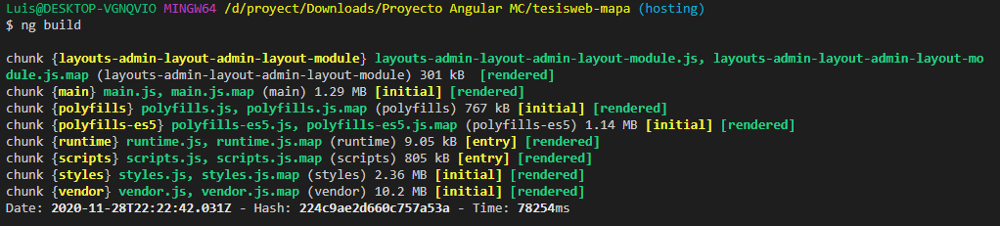 Luis@DESKTOP-VGNQVIO MINGW64 /d/proyect/Downloads/Proyecto Angular MC/tesisweb-mapa (hosting)
$ ng build
chunk {layouts-admin-layout-admin-layout-module} layouts-admin-layout-admin-layout-module.js, layouts-admin-layout-admin-layout-mo
dule.js.map (layouts-admin-layout-admin-layout-module) 301 kB  [rendered]
chunk {main} main.js, main.js.map (main) 1.29 MB [initial] [rendered]
chunk {polyfills} polyfills.js, polyfills.js.map (polyfills) 767 kB [initial] [rendered]
chunk {polyfills-es5} polyfills-es5.js, polyfills-es5.js.map (polyfills-es5) 1.14 MB [initial] [rendered]
chunk {runtime} runtime.js, runtime.js.map (runtime) 9.05 kB [entry] [rendered]
chunk {scripts} scripts.js, scripts.js.map (scripts) 805 kB [entry] [rendered]
chunk {styles} styles.js, styles.js.map (styles) 2.36 MB [initial] [rendered]
chunk {vendor} vendor.js, vendor.js.map (vendor) 10.2 MB [initial] [rendered]
Date: 2020-11-28T22:22:42.031Z - Hash: 224c9ae2d660c757a53a - Time: 78254ms